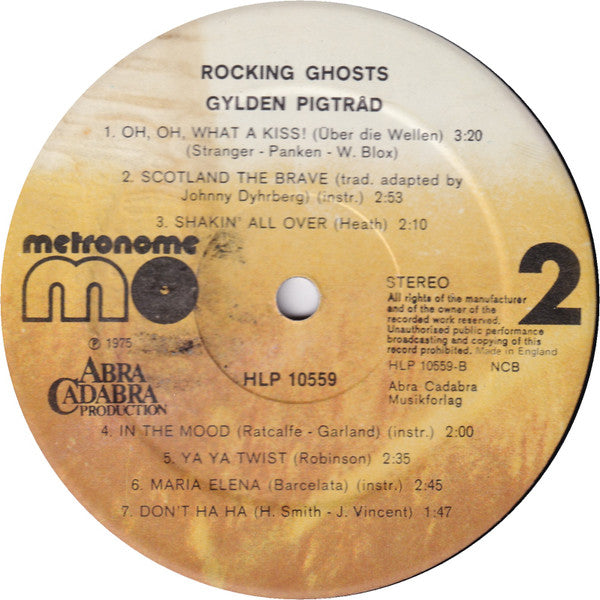 ROCKING GHOSTS
GYLDEN PIGTRÅD
1. OH, OH, WHAT A KISS! (Über die Wellen) 3:20
(Stranger - Panken - W. Blox)
2. SCOTLAND THE BRAVE (trad. adapted by
Johnny Dyhrberg) (instr.) 2:53
3. SHAKIN' ALL OVER (Heath) 2:10
metronome
mo
℗ 1975
ABRA
CADABRA
PRODUCTION
HLP 10559
STEREO
2
All rights of the manufacturer
and of the owner of the
recorded work reserved.
Unauthorised public performance
broadcasting and copying of this
record prohibited. Made in England
HLP 10559-B NCB
Abra Cadabra
Musikforlag
4. IN THE MOOD (Ratcalfe - Garland) (instr.) 2:00
5. YA YA TWIST (Robinson) 2:35
6. MARIA ELENA (Barcelata) (instr.) 2:45
7. DON'T HA HA (H. Smith - J. Vincent) 1:47